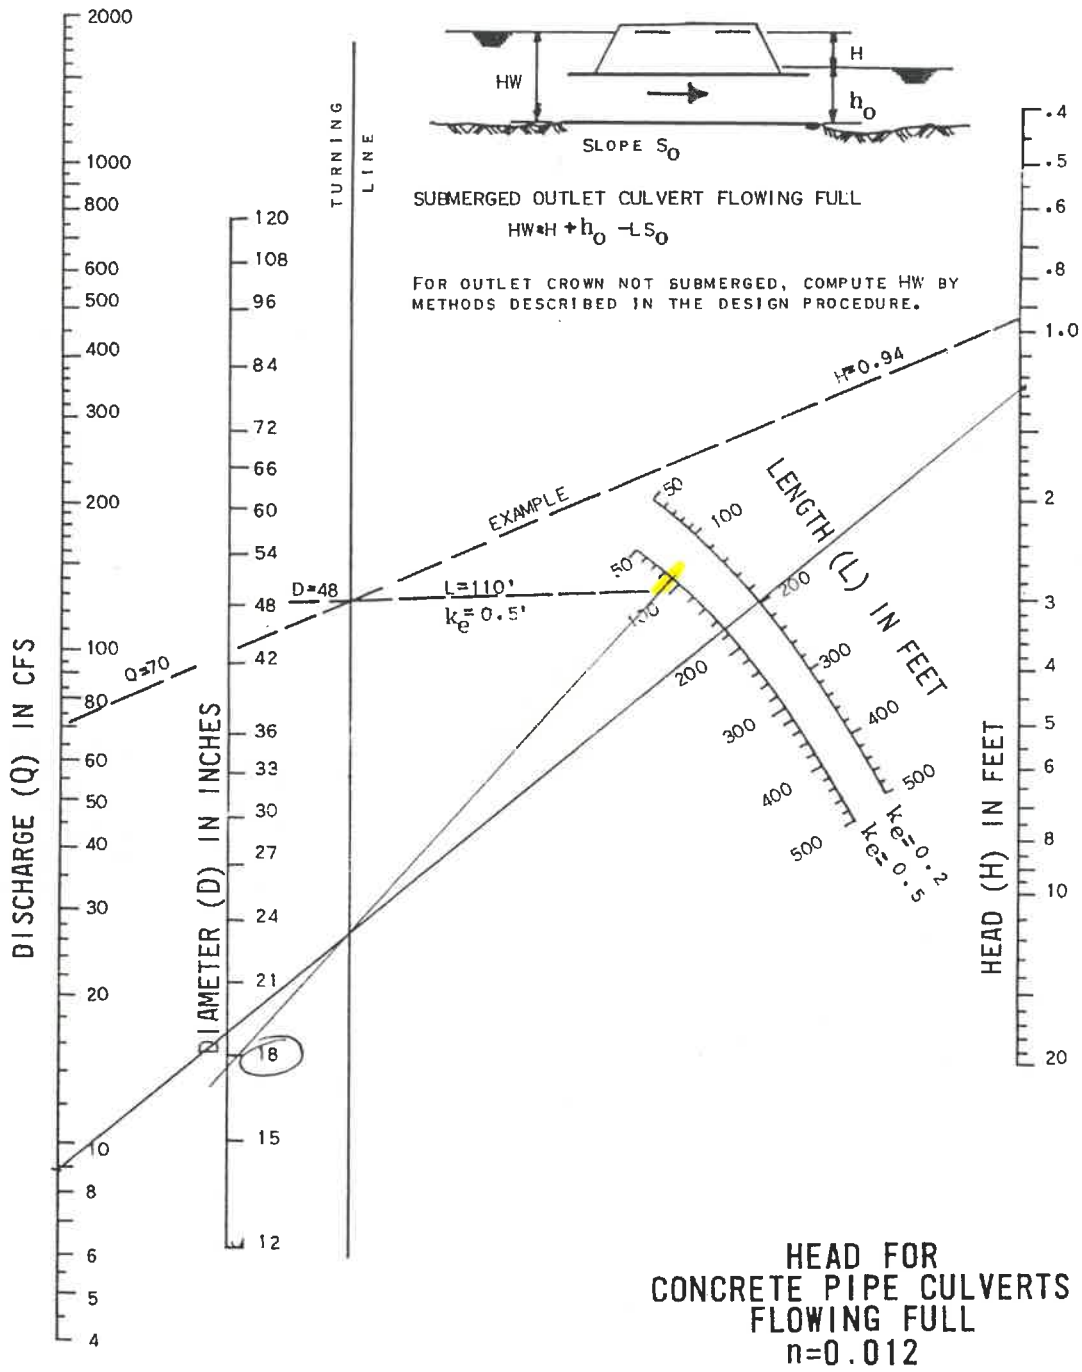 2000
1000
800
600
500
400
300
200
100
80
60
50
40
30
20
10
8
6
5
4
DISCHARGE (Q) IN CFS
120
108
96
84
72
66
60
54
48
42
36
33
30
27
24
21
18
15
12
DIAMETER (D) IN INCHES
TURNING
LINE
HW
H
ho
SLOPE So
SUBMERGED OUTLET CULVERT FLOWING FULL
HW=H + ho -LSo
FOR OUTLET CROWN NOT SUBMERGED, COMPUTE HW BY
METHODS DESCRIBED IN THE DESIGN PROCEDURE.
H=0.94
EXAMPLE
D=48
L=110'
ke=0.5'
Q=70
50
100
200
300
400
500
ke=0.2
50
100
200
300
400
500
ke=0.5
LENGTH (L) IN FEET
.4
.5
.6
.8
1.0
2
3
4
5
6
8
10
20
HEAD (H) IN FEET
HEAD FOR
CONCRETE PIPE CULVERTS
FLOWING FULL
n=0.012